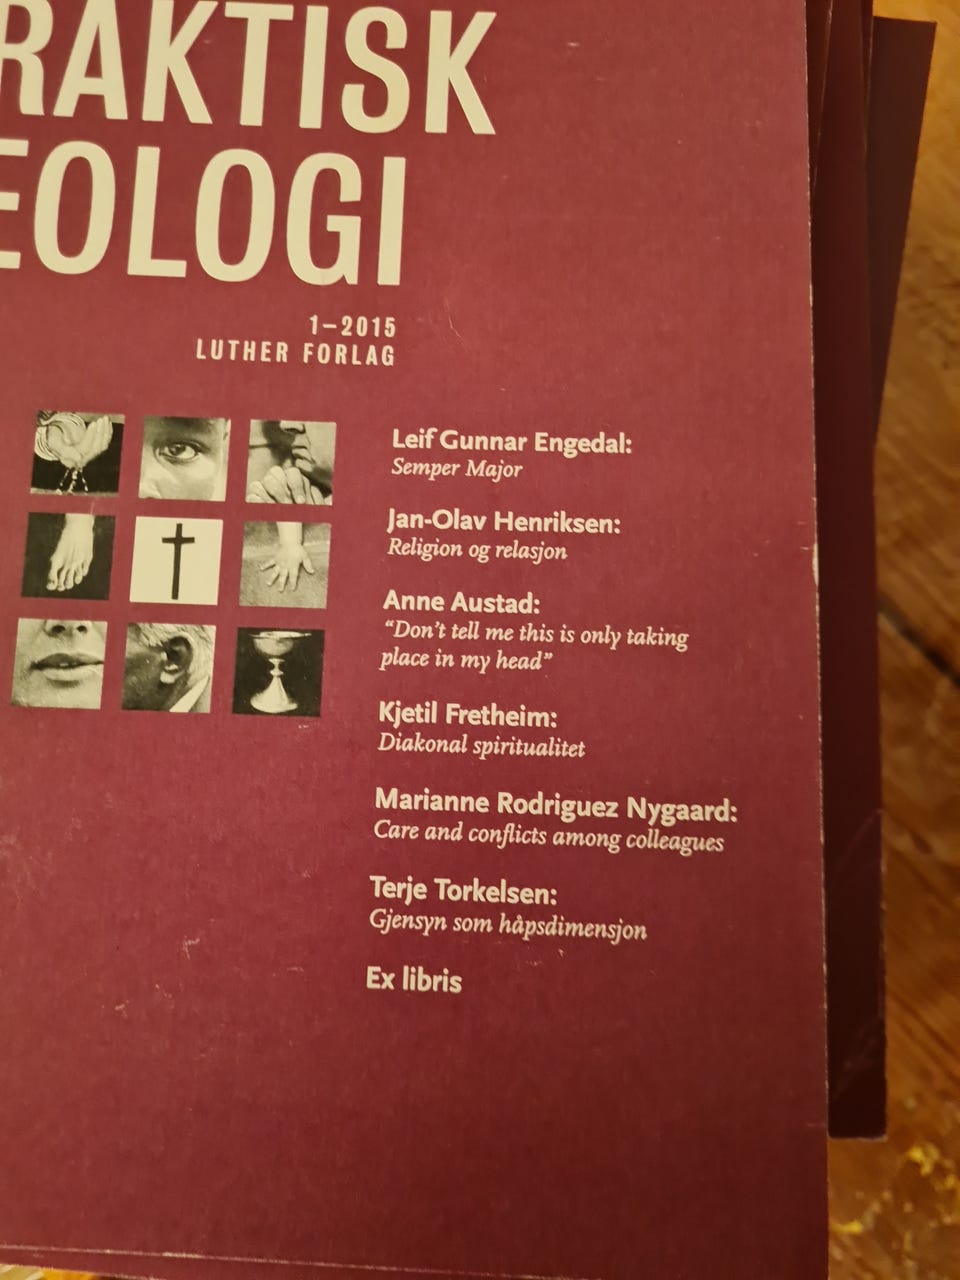 RAKTISK
EOLOGI
1–2015
LUTHER FORLAG
Leif Gunnar Engedal:
Semper Major
Jan-Olav Henriksen:
Religion og relasjon
Anne Austad:
“Don’t tell me this is only taking
place in my head”
Kjetil Fretheim:
Diakonal spiritualitet
Marianne Rodriguez Nygaard:
Care and conflicts among colleagues
Terje Torkelsen:
Gjensyn som håpsdimensjon
Ex libris